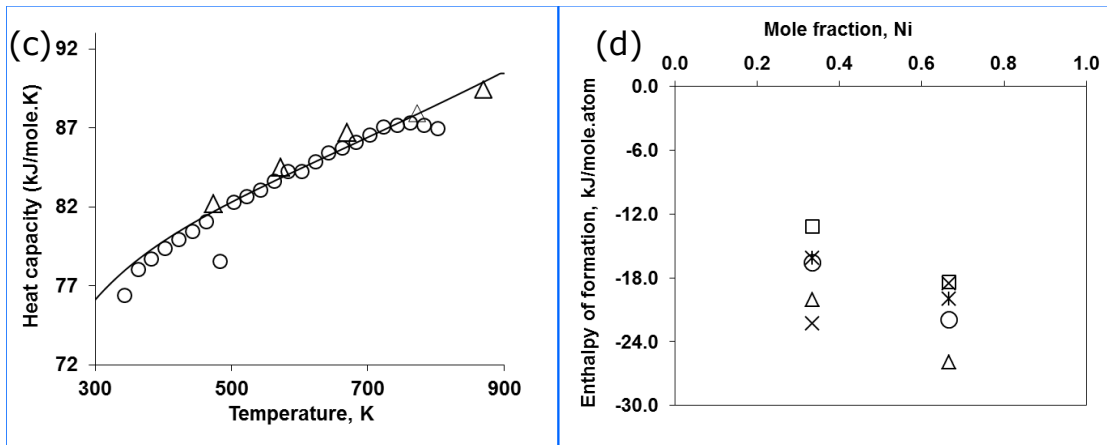 (c)
Heat capacity (kJ/mole.K)
92
87
82
77
72
300 500 700 900
Temperature, K
(d)
Mole fraction, Ni
0.0 0.2 0.4 0.6 0.8 1.0
Enthalpy of formation, kJ/mole.atom
0.0
-6.0
-12.0
-18.0
-24.0
-30.0